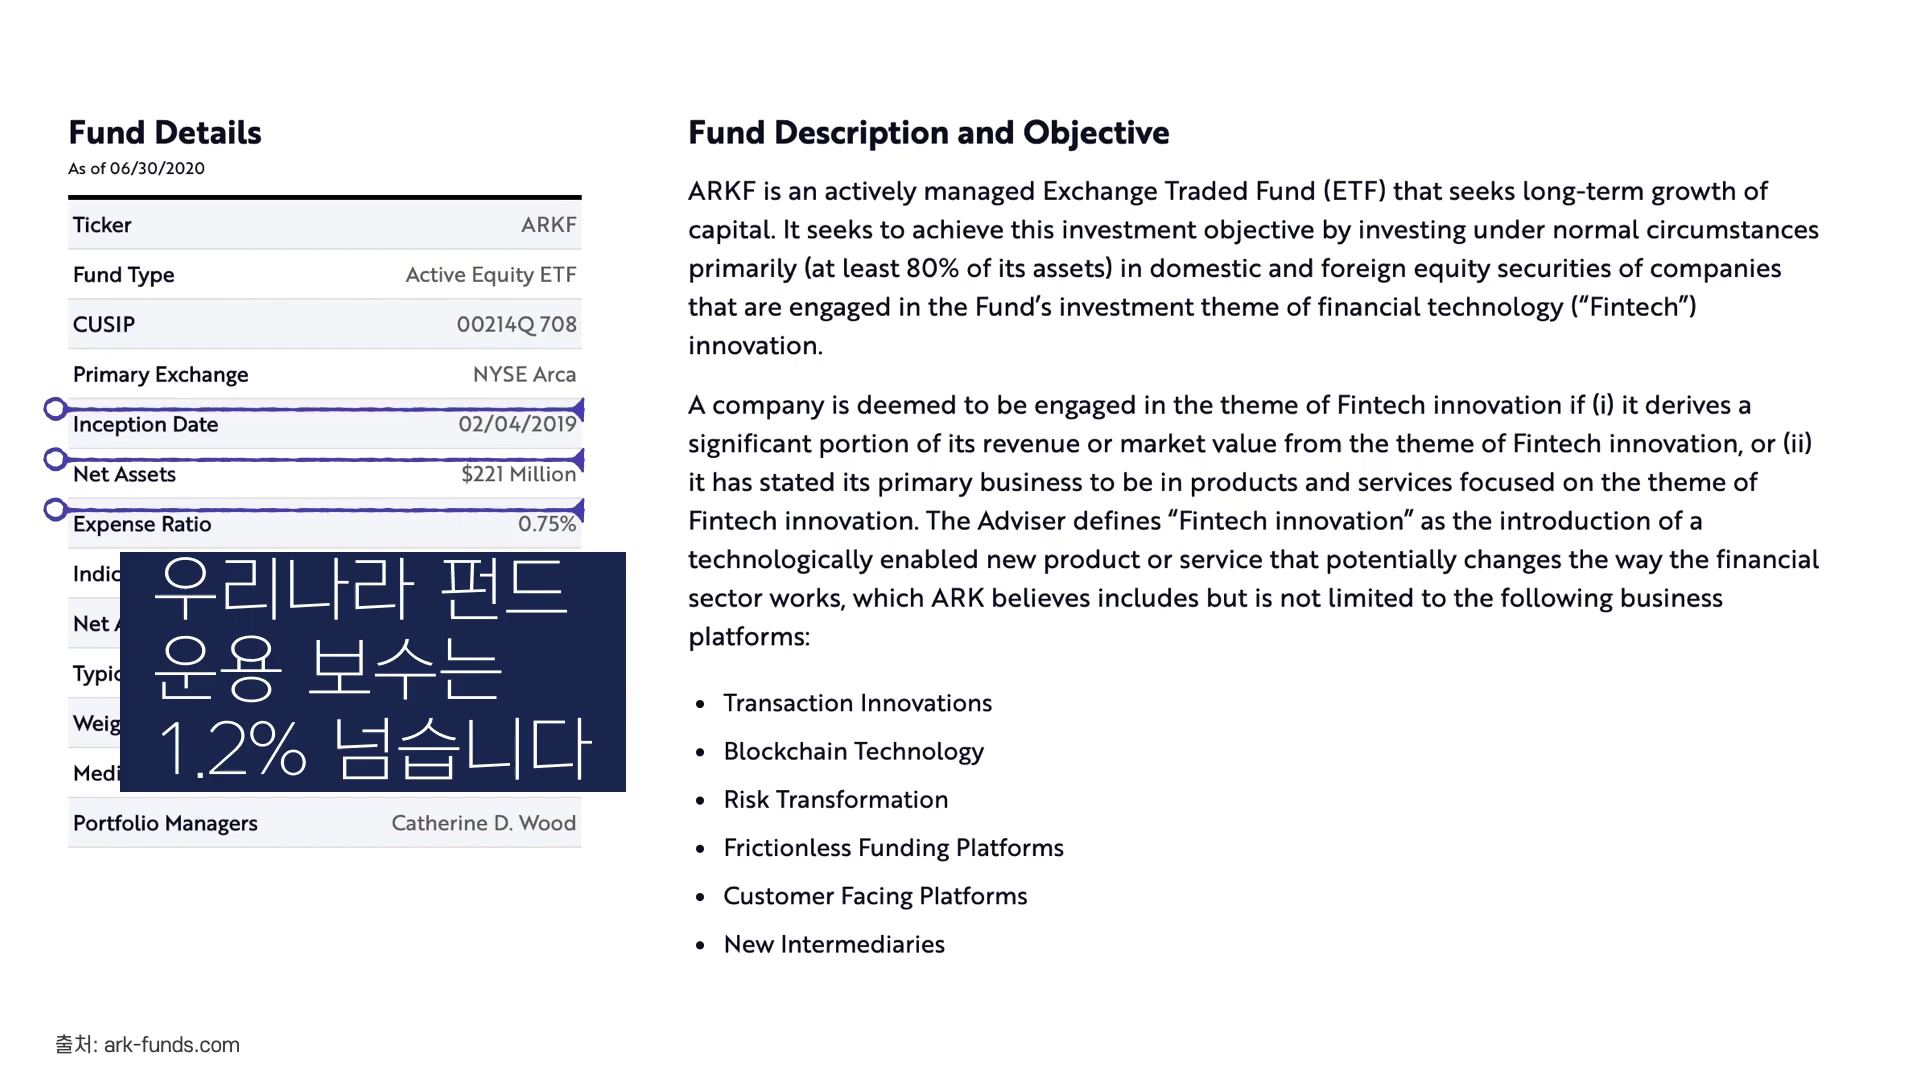 Fund Details
As of 06/30/2020
Ticker ARKF
Fund Type Active Equity ETF
CUSIP 00214Q 708
Primary Exchange NYSE Arca
Inception Date 02/04/2019
Net Assets $221 Million
Expense Ratio 0.75%
Net
Portfolio Managers Catherine D. Wood
우리나라 펀드
운용 보수는
1.2% 넘습니다
Fund Description and Objective
ARKF is an actively managed Exchange Traded Fund (ETF) that seeks long-term growth of
capital. It seeks to achieve this investment objective by investing under normal circumstances
primarily (at least 80% of its assets) in domestic and foreign equity securities of companies
that are engaged in the Fund’s investment theme of financial technology (“Fintech”)
innovation.
A company is deemed to be engaged in the theme of Fintech innovation if (i) it derives a
significant portion of its revenue or market value from the theme of Fintech innovation, or (ii)
it has stated its primary business to be in products and services focused on the theme of
Fintech innovation. The Adviser defines “Fintech innovation” as the introduction of a
technologically enabled new product or service that potentially changes the way the financial
sector works, which ARK believes includes but is not limited to the following business
platforms:
• Transaction Innovations
• Blockchain Technology
• Risk Transformation
• Frictionless Funding Platforms
• Customer Facing Platforms
• New Intermediaries
출처: ark-funds.com